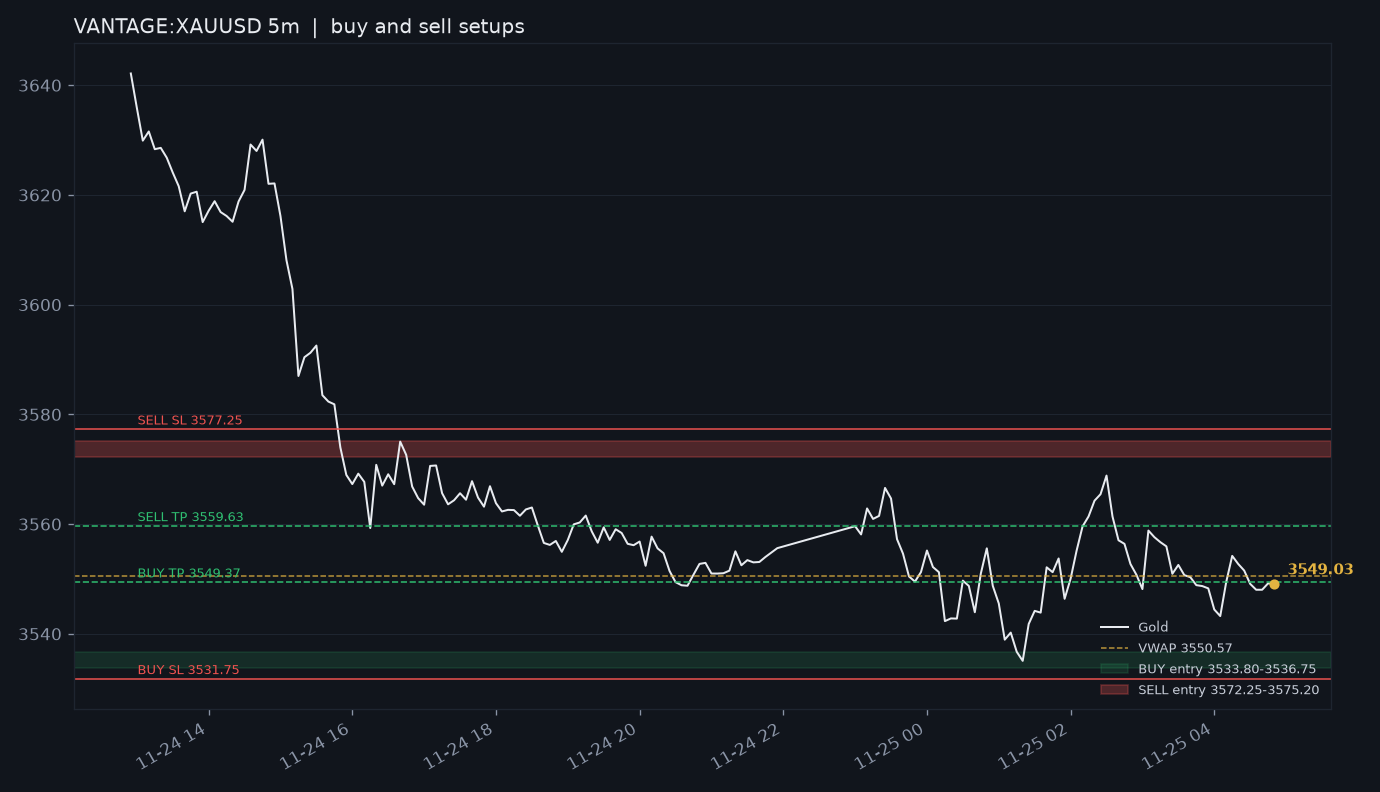 VANTAGE:XAUUSD 5m | buy and sell setups
3640
3620
3600
3580
3560
3540
SELL SL 3577.25
SELL TP 3559.63
BUY TP 3549.37
BUY SL 3531.75
3549.03
Gold
VWAP 3550.57
BUY entry 3533.80-3536.75
SELL entry 3572.25-3575.20
11-24 14
11-24 16
11-24 18
11-24 20
11-24 22
11-25 00
11-25 02
11-25 04